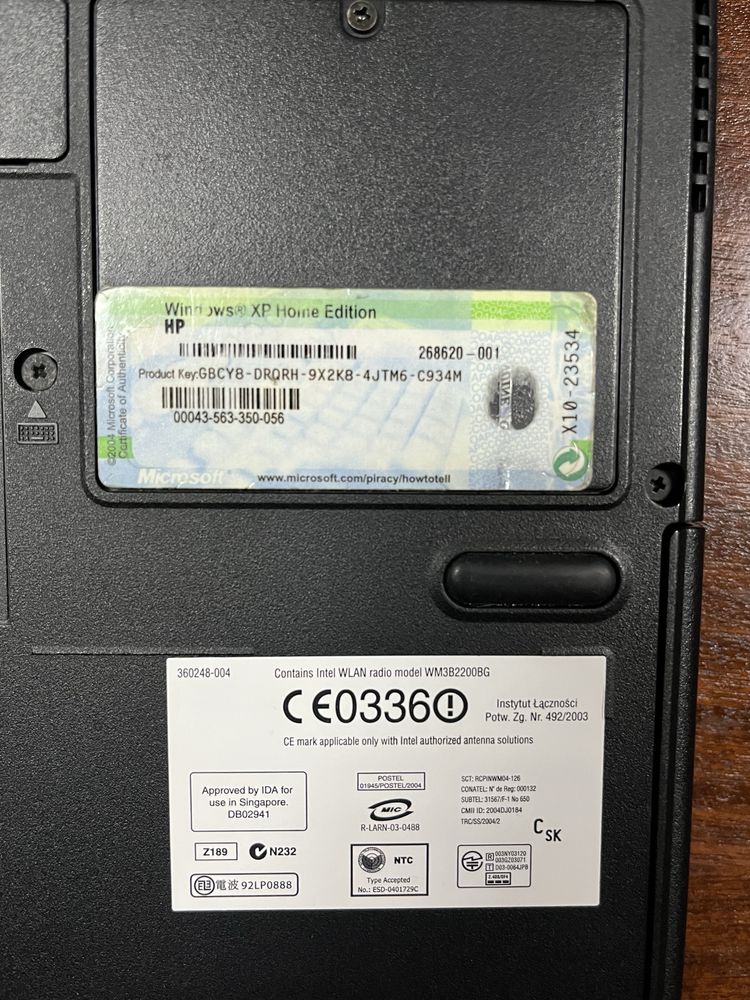 Windows® XP Home Edition
HP
268620-001
Product Key:GBCY8-DRQRH-9X2K8-4JTM6-C934M
00043-563-350-056
©2004 Microsoft Corporation
Certificate of Authenticity
Microsoft
www.microsoft.com/piracy/howtotell
X10-23534
360248-004
Contains Intel WLAN radio model WM3B2200BG
CE0336!
Instytut Łączności
Potw. Zg. Nr. 492/2003
CE mark applicable only with Intel authorized antenna solutions
Approved by IDA for
use in Singapore.
DB02941
POSTEL
01945/POSTEL/2004
MIC
R-LARN-03-0488
SCT: RCPINWM04-126
CONATEL: N° de Reg: 000132
SUBTEL: 31567/F-1 No 650
CMII ID: 2004DJ0184
TRC/SS/2004/2
CSK
Z189
N232
電波 92LP0888
NTC
Type Accepted
No.: ESD-0401729C
R 003NY03120
003GZ03071
T D03-0064JPB